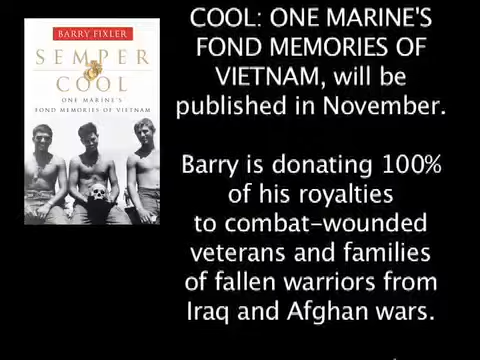 BARRY FIXLER
SEMPER
COOL
ONE MARINE'S
FOND MEMORIES OF VIETNAM
COOL: ONE MARINE'S
FOND MEMORIES OF
VIETNAM, will be
published in November.
Barry is donating 100%
of his royalties
to combat-wounded
veterans and families
of fallen warriors from
Iraq and Afghan wars.